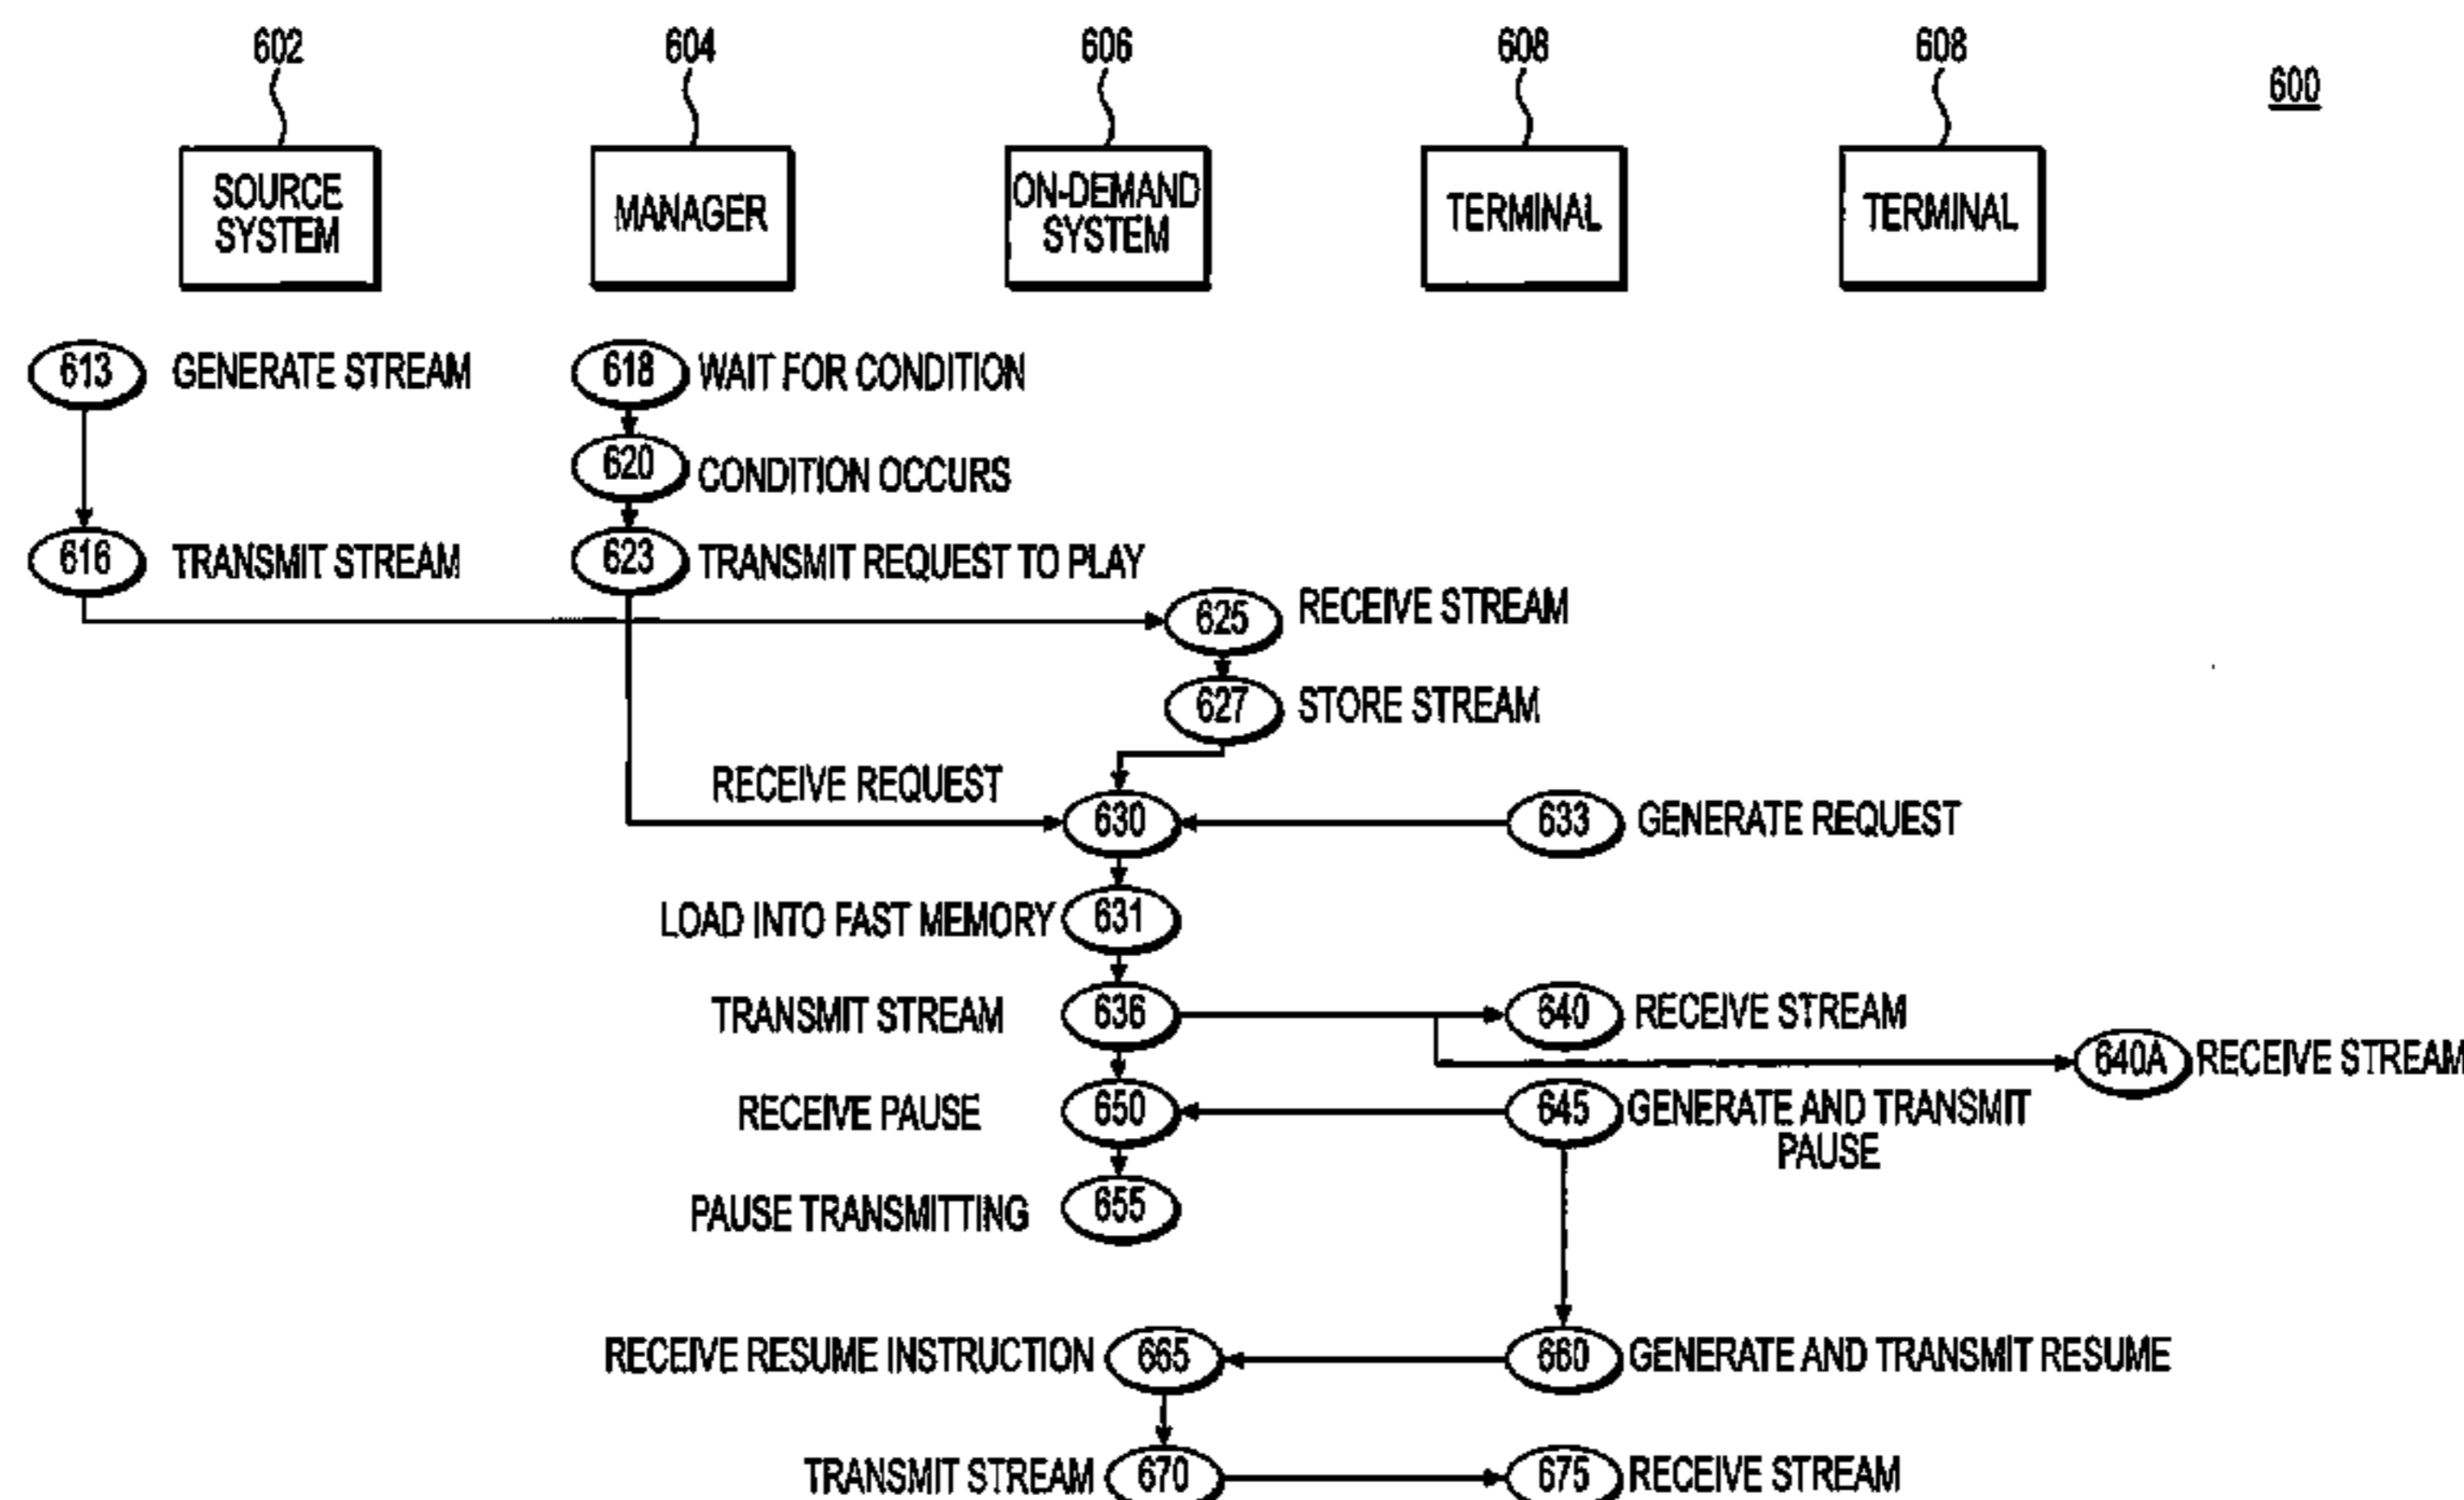 602
604
606
608
608
600
SOURCE
SYSTEM
MANAGER
ON-DEMAND
SYSTEM
TERMINAL
TERMINAL
613 GENERATE STREAM
618 WAIT FOR CONDITION
620 CONDITION OCCURS
616 TRANSMIT STREAM
623 TRANSMIT REQUEST TO PLAY
625 RECEIVE STREAM
627 STORE STREAM
RECEIVE REQUEST
630
633 GENERATE REQUEST
LOAD INTO FAST MEMORY 631
TRANSMIT STREAM 636
640 RECEIVE STREAM
640A RECEIVE STREAM
RECEIVE PAUSE 650
645 GENERATE AND TRANSMIT
PAUSE
PAUSE TRANSMITTING 655
RECEIVE RESUME INSTRUCTION 665
660 GENERATE AND TRANSMIT RESUME
TRANSMIT STREAM 670
675 RECEIVE STREAM